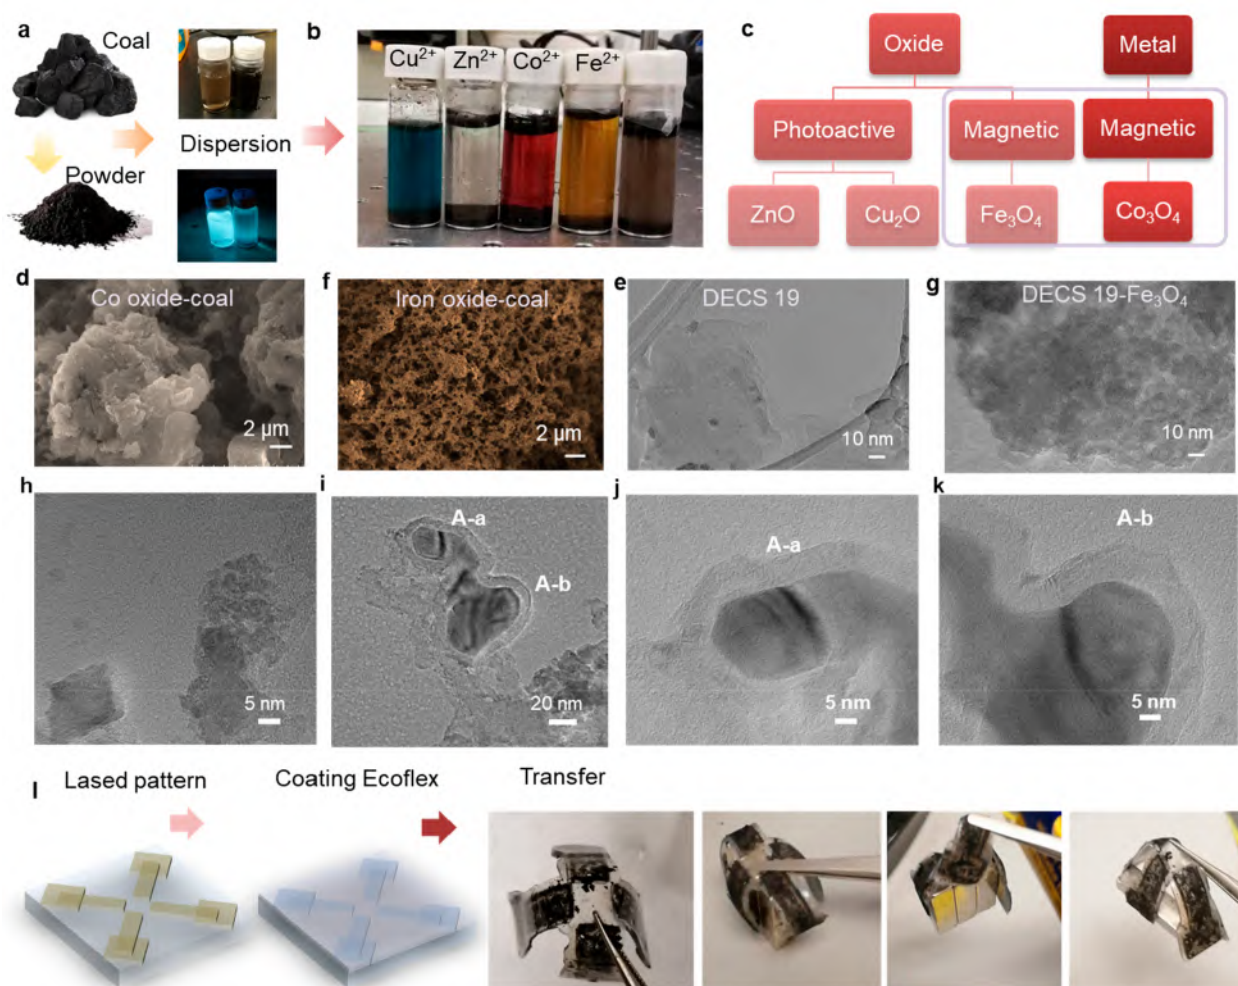 a
Coal
Powder
Dispersion
b
Cu²⁺
Zn²⁺
Co²⁺
Fe²⁺
c
Oxide
Metal
Photoactive
Magnetic
Magnetic
ZnO
Cu₂O
Fe₃O₄
Co₃O₄
d
Co oxide-coal
2 µm
f
Iron oxide-coal
2 µm
e
DECS 19
10 nm
g
DECS 19-Fe₃O₄
10 nm
h
5 nm
i
A-a
A-b
20 nm
j
A-a
5 nm
k
A-b
5 nm
l
Lased pattern
Coating Ecoflex
Transfer